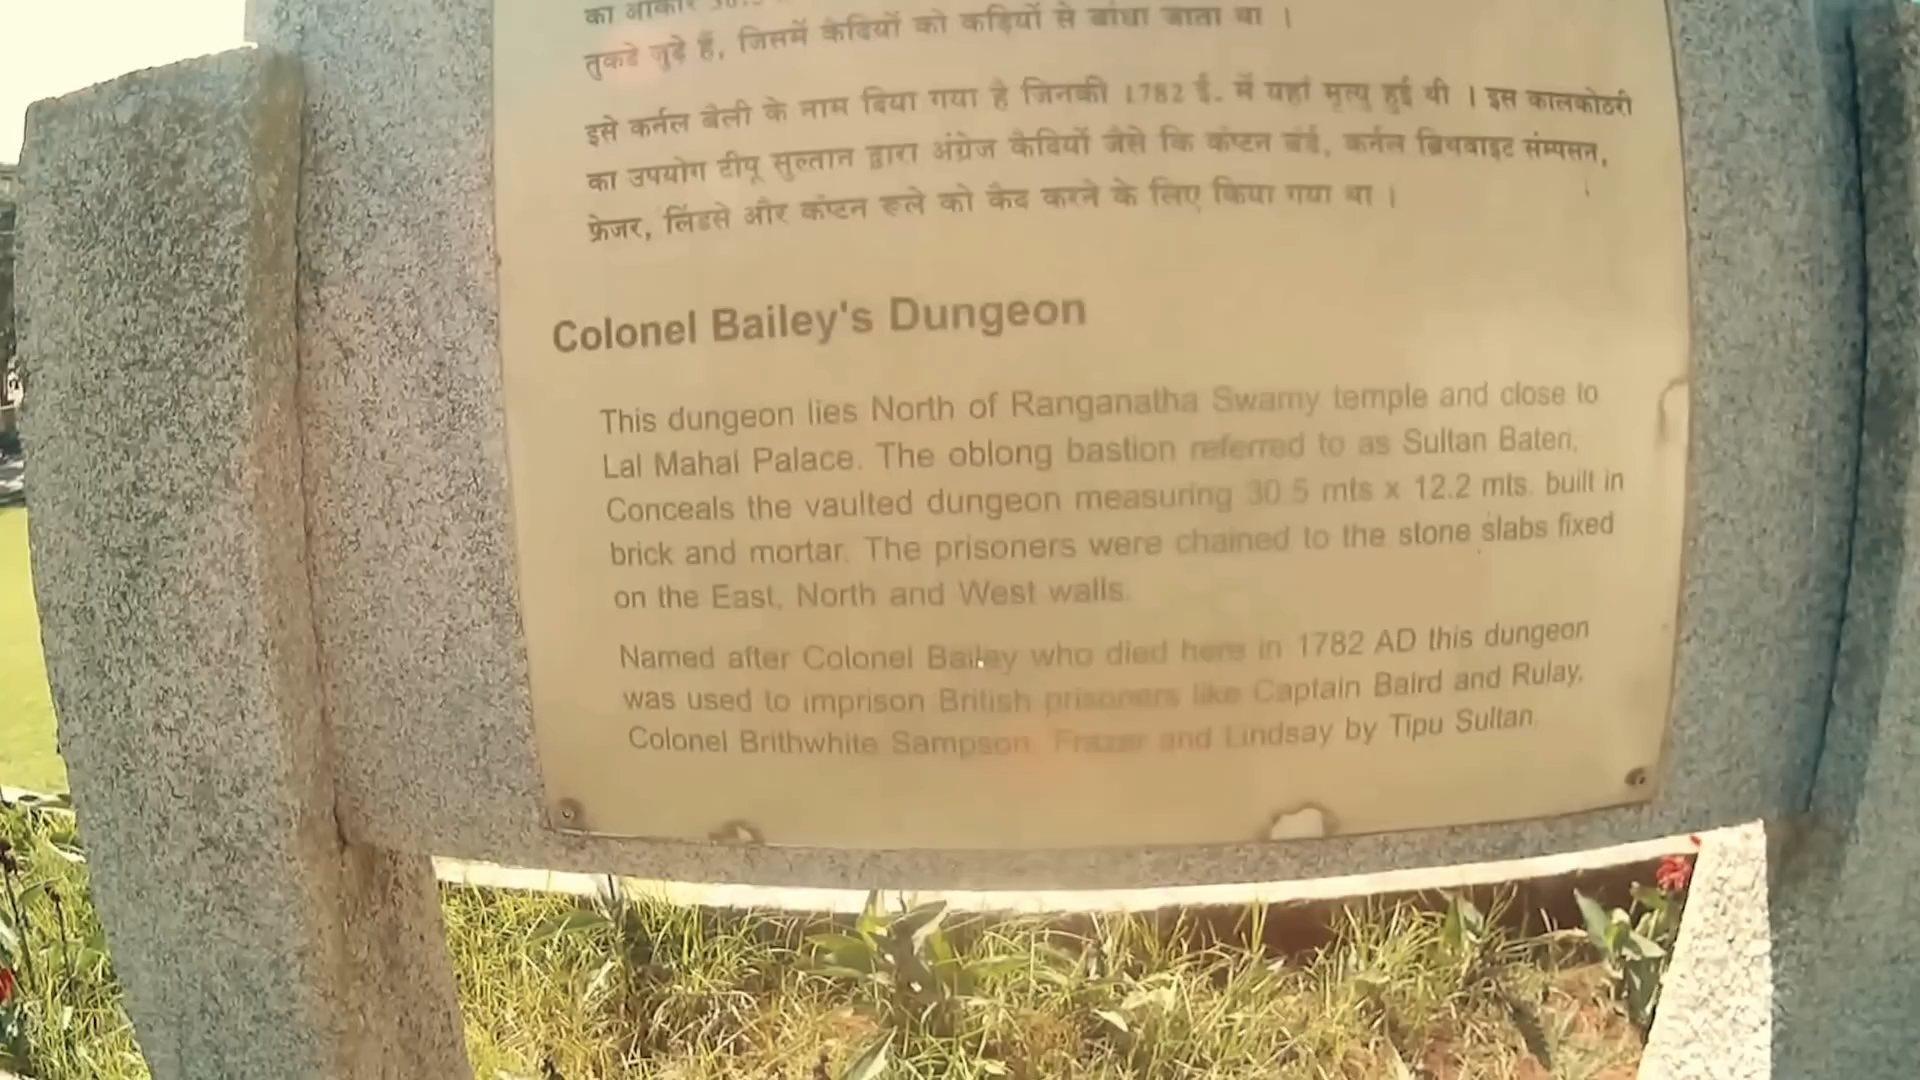 का आकार
तुकडे जुदे हैं, जिसमें कैदियों को कड़ियों से बांधा जाता था ।
इसे कर्नल बैली के नाम दिया गया है जिनकी 1782 ई. में यहां मृत्यु हुई थी । इस कालकोठरी
का उपयोग टीपू सुल्तान द्वारा अंग्रेज कैदियों जैसे कि कप्टन बर्ड, कर्नल ब्रिथवाइट संम्पसन,
फ्रेजर, लिंडसे और कप्टन रूले को कैद करने के लिए किया गया था ।
Colonel Bailey's Dungeon
This dungeon lies North of Ranganatha Swamy temple and close to
Lal Mahal Palace. The oblong bastion referred to as Sultan Bateri,
Conceals the vaulted dungeon measuring 30.5 mts x 12.2 mts. built in
brick and mortar. The prisoners were chained to the stone slabs fixed
on the East, North and West walls.
Named after Colonel Bailey who died here in 1782 AD this dungeon
was used to imprison British prisoners like Captain Baird and Rulay,
Colonel Brithwhite Sampson, Frazer and Lindsay by Tipu Sultan.